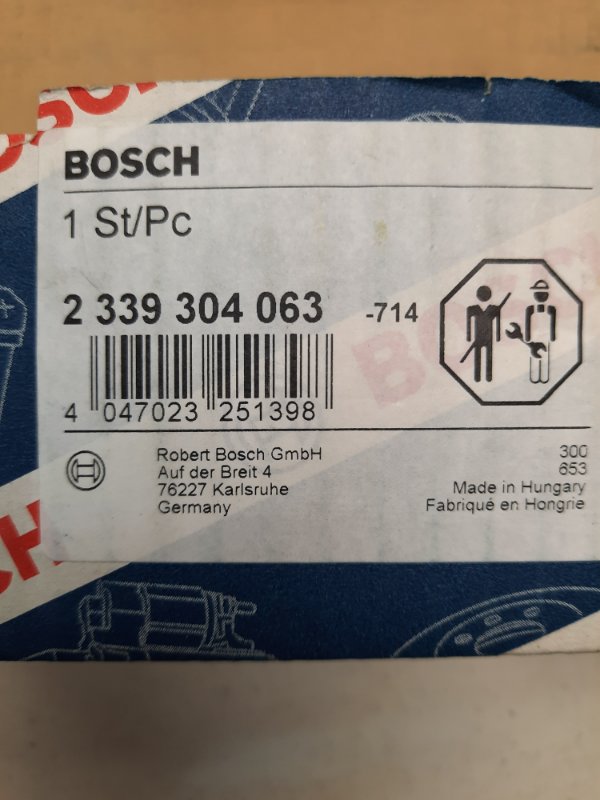 BOSCH
1 St/Pc
2 339 304 063 -714
4 047023 251398
Robert Bosch GmbH
Auf der Breit 4
76227 Karlsruhe
Germany
300
653
Made in Hungary
Fabriqué en Hongrie
BOSCH